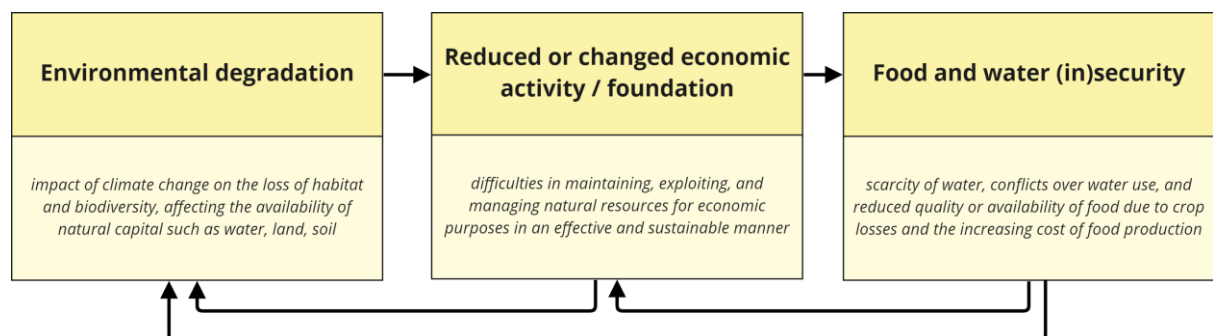 Environmental degradation
impact of climate change on the loss of habitat
and biodiversity, affecting the availability of
natural capital such as water, land, soil
Reduced or changed economic
activity / foundation
difficulties in maintaining, exploiting, and
managing natural resources for economic
purposes in an effective and sustainable manner
Food and water (in)security
scarcity of water, conflicts over water use, and
reduced quality or availability of food due to crop
losses and the increasing cost of food production